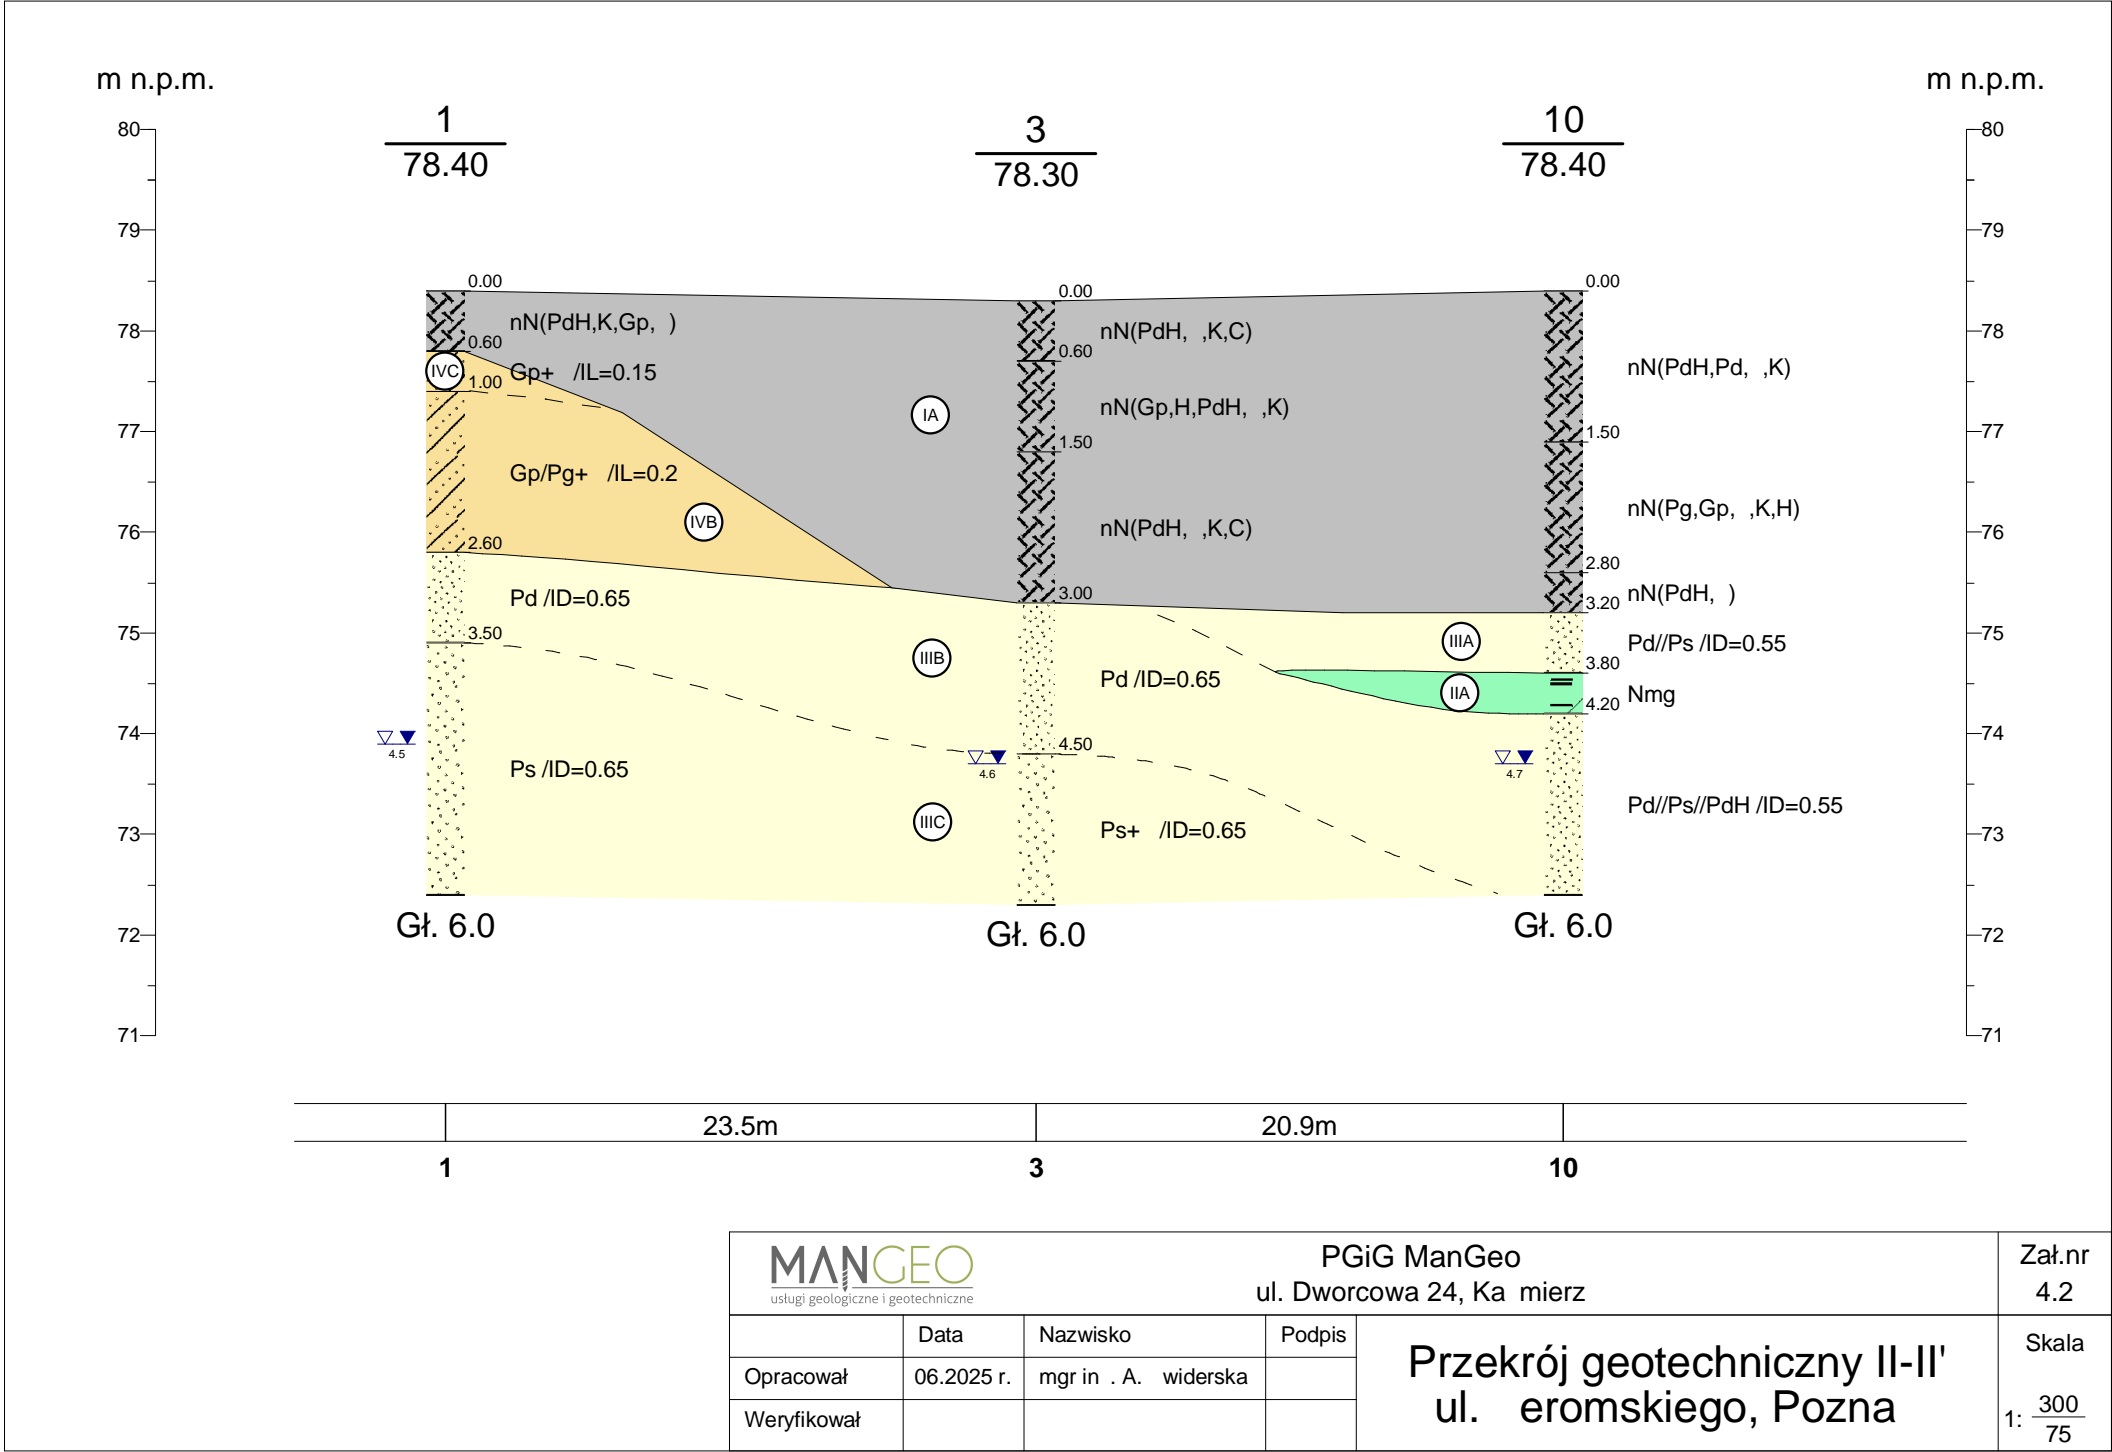 m n.p.m.
m n.p.m.
1
78.40
3
78.30
10
78.40
80
79
78
77
76
75
74
73
72
71
80
79
78
77
76
75
74
73
72
71
0.00
nN(PdH,K,Gp, )
0.60
IVC
Gp+ /IL=0.15
1.00
Gp/Pg+ /IL=0.2
IVB
2.60
Pd /ID=0.65
3.50
4.5
Ps /ID=0.65
Gł. 6.0
IA
IIIB
IIIC
0.00
nN(PdH, ,K,C)
0.60
nN(Gp,H,PdH, ,K)
1.50
nN(PdH, ,K,C)
3.00
Pd /ID=0.65
4.50
4.6
Ps+ /ID=0.65
Gł. 6.0
0.00
nN(PdH,Pd, ,K)
1.50
nN(Pg,Gp, ,K,H)
2.80
nN(PdH, )
3.20
IIIA
Pd//Ps /ID=0.55
3.80
IIA
Nmg
4.20
4.7
Pd//Ps//PdH /ID=0.55
Gł. 6.0
23.5m
20.9m
1
3
10
MANGEO
usługi geologiczne i geotechniczne
PGiG ManGeo
ul. Dworcowa 24, Ka mierz
Zał.nr
4.2
Data
Nazwisko
Podpis
Opracował
06.2025 r.
mgr in . A. widerska
Weryfikował
Przekrój geotechniczny II-II'
ul. eromskiego, Pozna
Skala
1: 300
75